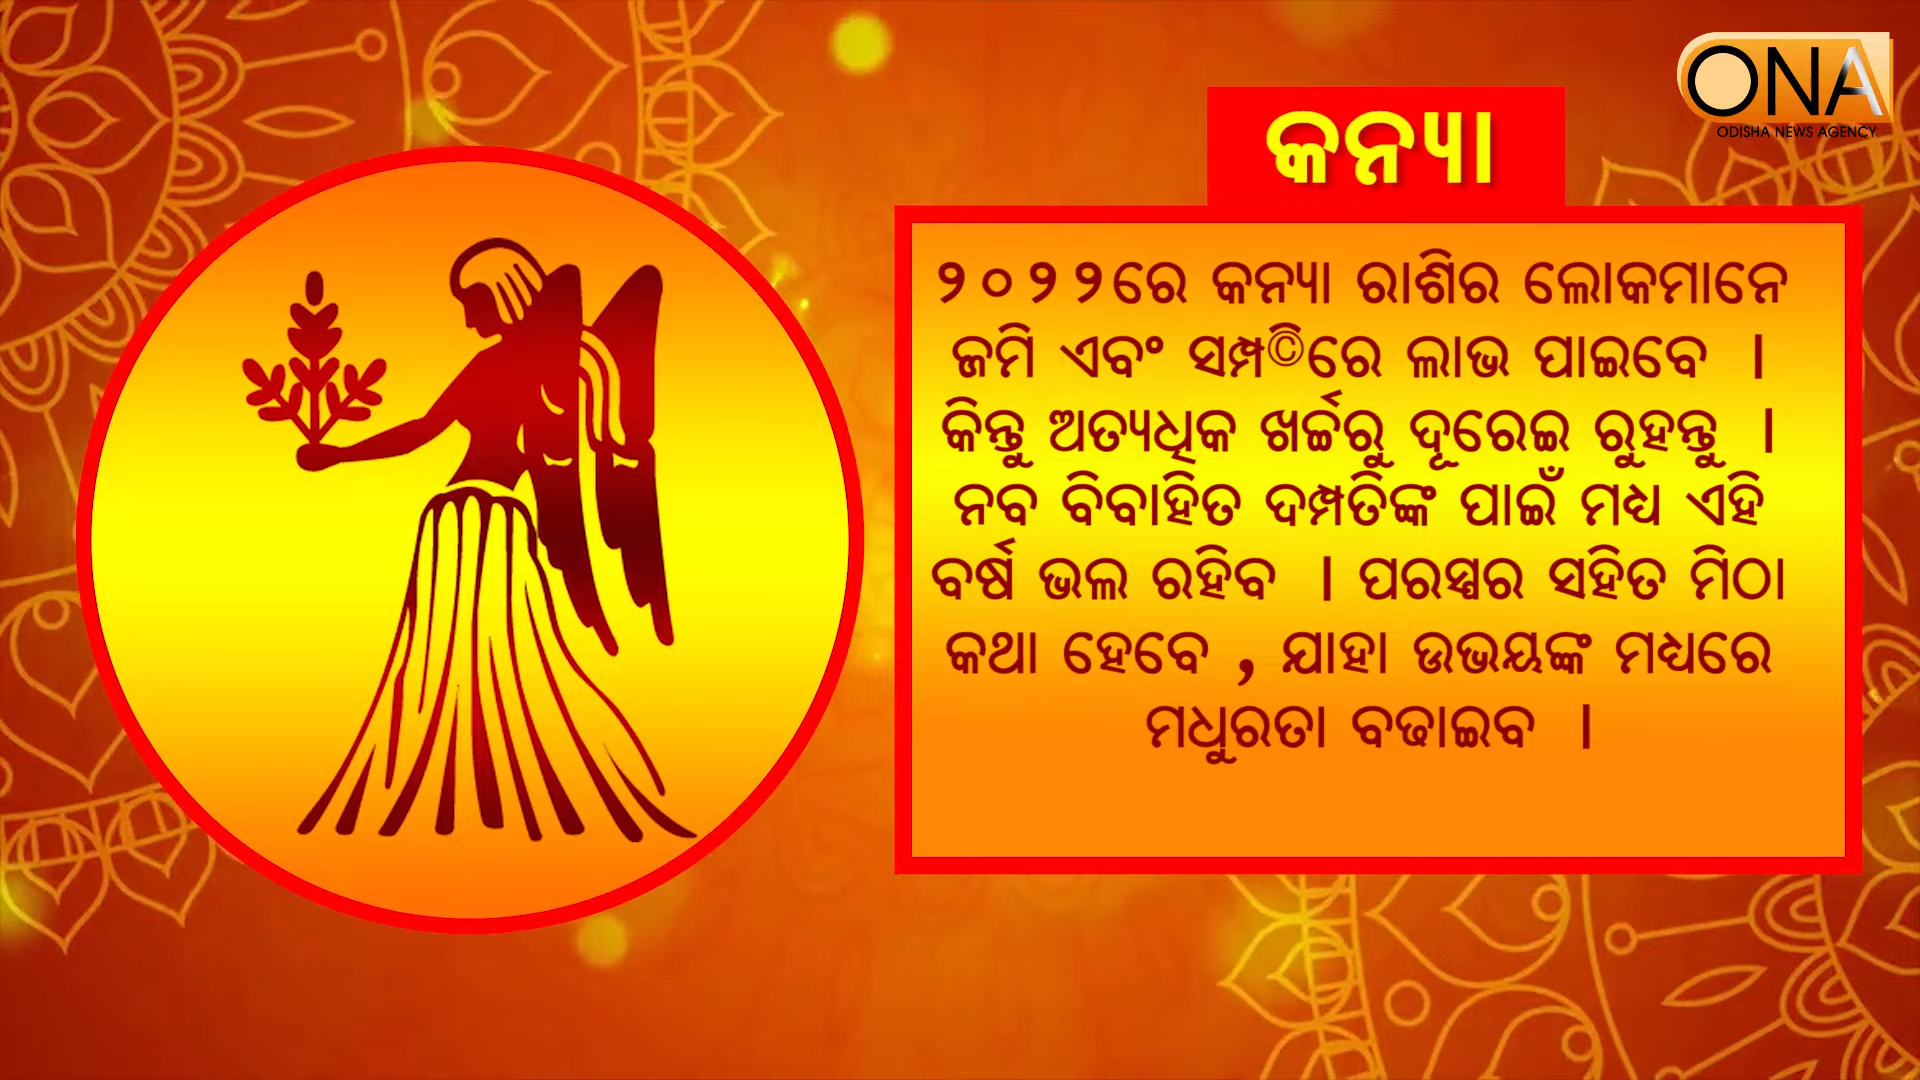 ONA
ODISHA NEWS AGENCY
କନ୍ୟା
୨୦୨୨ରେ କନ୍ୟା ରାଶିର ଲୋକମାନେ
ଜମି ଏବଂ ସମ୍ପ©ିରେ ଲାଭ ପାଇବେ ।
କିନ୍ତୁ ଅତ୍ୟଧିକ ଖର୍ଚ୍ଚରୁ ଦୂରେଇ ରୁହନ୍ତୁ ।
ନବ ବିବାହିତ ଦମ୍ପତିଙ୍କ ପାଇଁ ମଧ୍ୟ ଏହି
ବର୍ଷ ଭଲ ରହିବ । ପରସ୍ପର ସହିତ ମିଠା
କଥା ହେବେ , ଯାହା ଉଭୟଙ୍କ ମଧ୍ୟରେ
ମଧୁରତା ବଢାଇବ ।